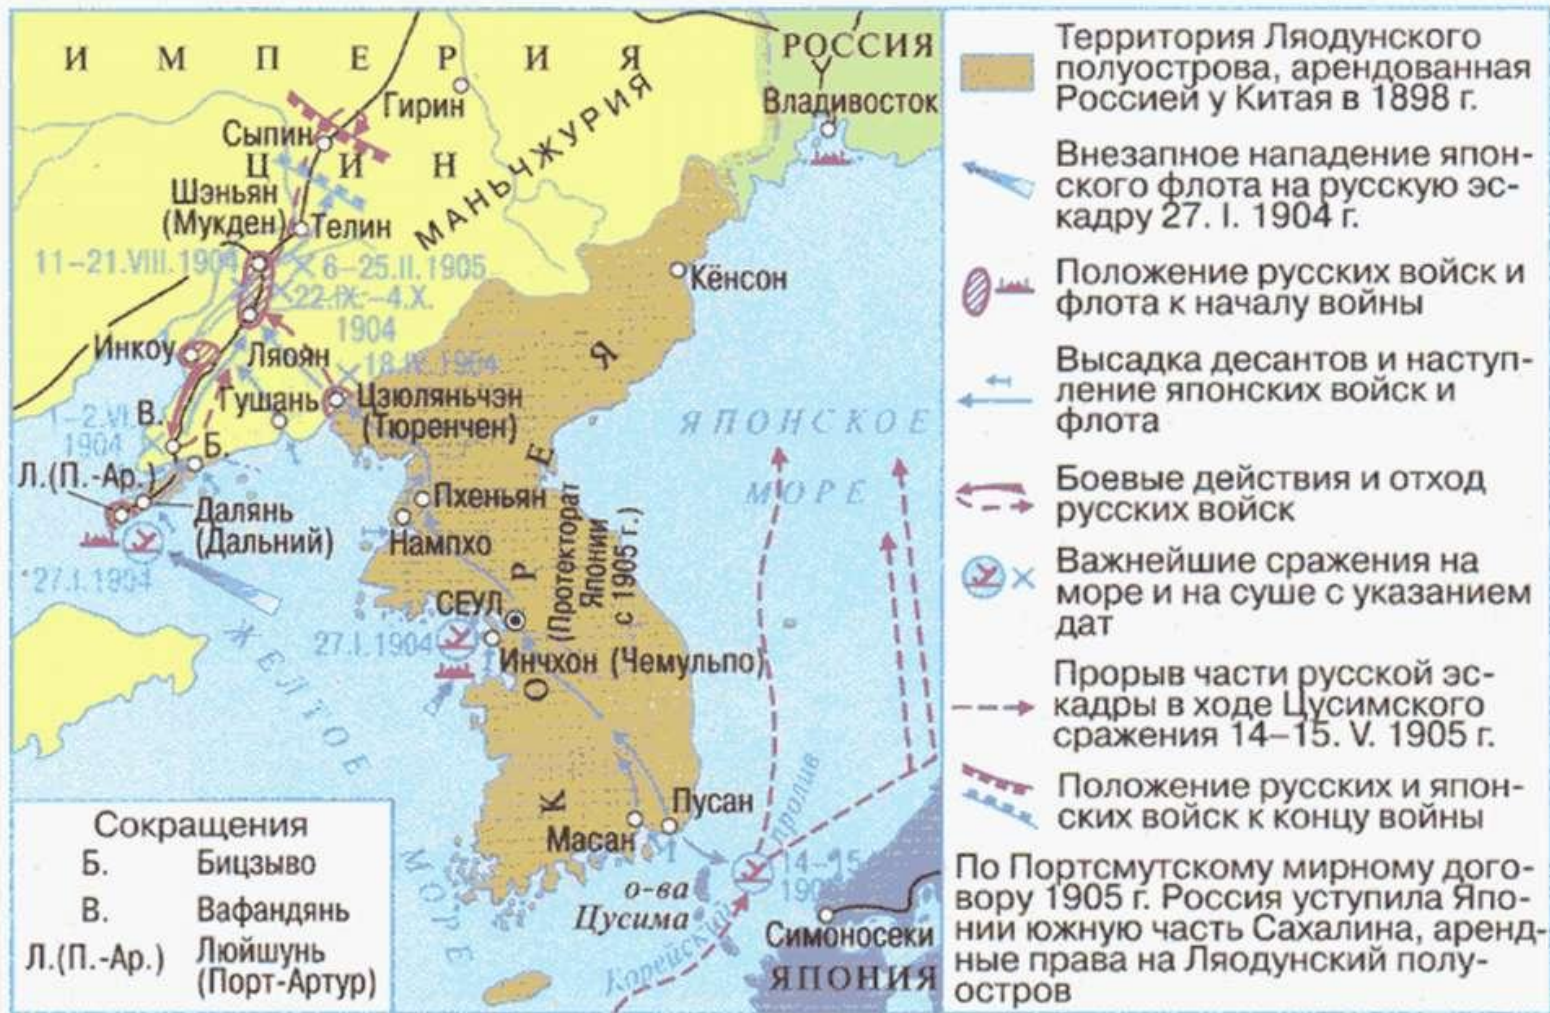 ИМПЕРИЯ
ЦИН
РОССИЯ
Владивосток
Гирин
МАНЬЧЖУРИЯ
Сыпин
Шэньян
(Мукден)
Телин
11–21.VIII.1904
6–25.II.1905
22.IX.–4.X.
1904
Кёнсон
Инкоу
Ляоян
18.IV.1904
Гушань
Цзюляньчэн
(Тюренчен)
В.
1–2.VI.
1904
Б.
Л.(П.-Ар.)
Далянь
(Дальний)
27.I.1904
Пхеньян
Нампхо
КОРЕЯ
(Протекторат
Японии
с 1905 г.)
СЕУЛ
27.I.1904
Инчхон (Чемульпо)
ЯПОНСКОЕ
МОРЕ
ЖЕЛТОЕ
МОРЕ
Пусан
Масан
14–15
о-ва
Цусима
Корейский
пролив
Симоносеки
ЯПОНИЯ
Сокращения
Б. Бицзыво
В. Вафандянь
Л.(П.-Ар.) Люйшунь
(Порт-Артур)
Территория Ляодунского
полуострова, арендованная
Россией у Китая в 1898 г.
Внезапное нападение япон-
ского флота на русскую эс-
кадру 27. I. 1904 г.
Положение русских войск и
флота к началу войны
Высадка десантов и наступ-
ление японских войск и
флота
Боевые действия и отход
русских войск
Важнейшие сражения на
море и на суше с указанием
дат
Прорыв части русской эс-
кадры в ходе Цусимского
сражения 14–15. V. 1905 г.
Положение русских и япон-
ских войск к концу войны
По Портсмутскому мирному дого-
вору 1905 г. Россия уступила Япо-
нии южную часть Сахалина, аренд-
ные права на Ляодунский полу-
остров